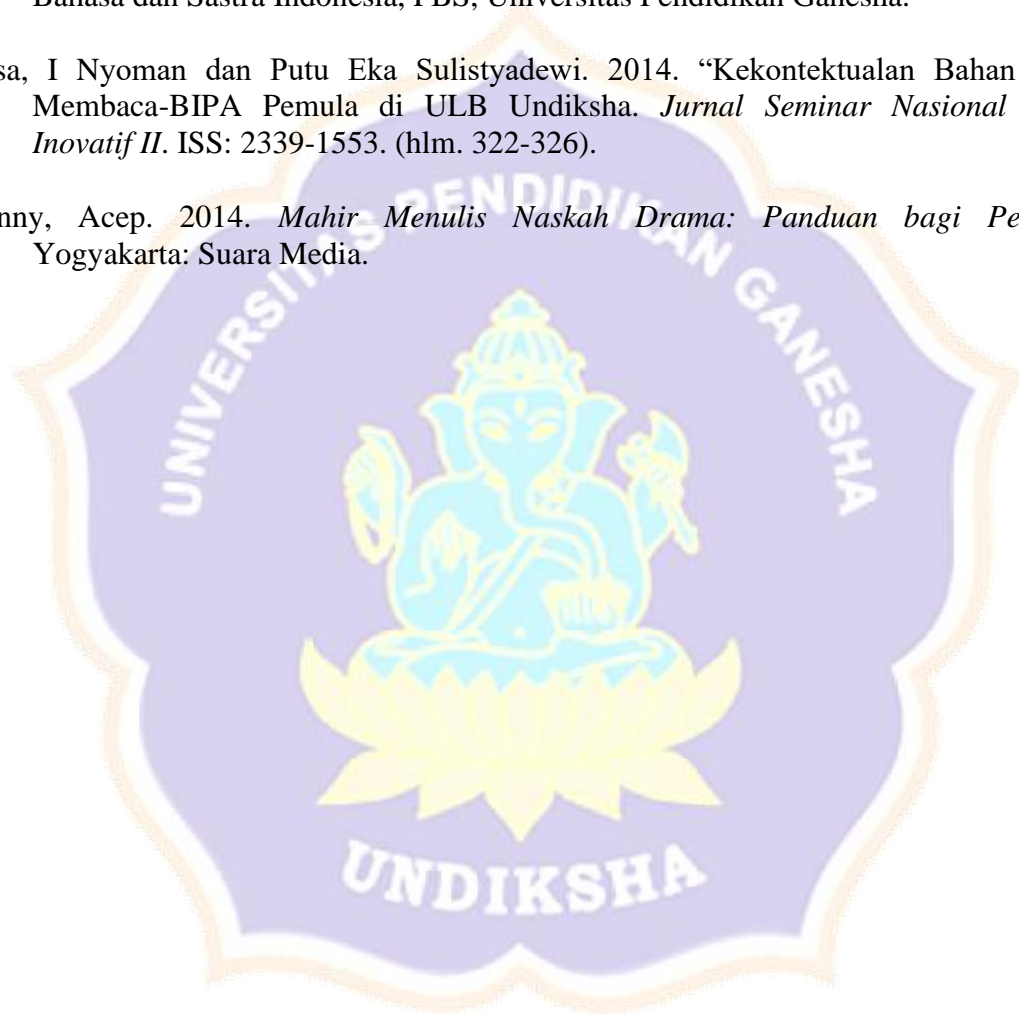 Bahasa dan Sastra Indonesia, FBS, Universitas Pendidikan Ganesha.
sa, I Nyoman dan Putu Eka Sulistyadewi. 2014. “Kekontektualan Bahan
Membaca-BIPA Pemula di ULB Undiksha. Jurnal Seminar Nasional
Inovatif II. ISS: 2339-1553. (hlm. 322-326).
nny, Acep. 2014. Mahir Menulis Naskah Drama: Panduan bagi Pe
Yogyakarta: Suara Media.
UNIVERSITAS PENDIDIKAN GANESHA
UNDIKSHA